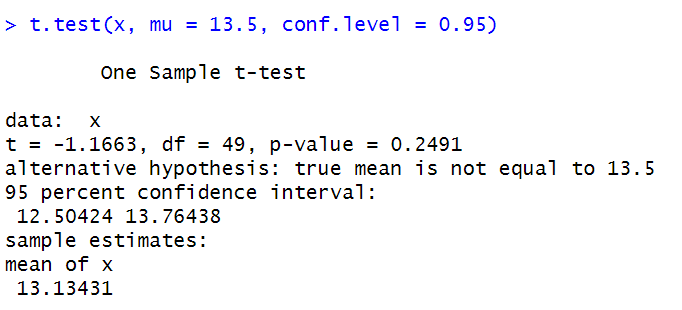 > t.test(x, mu = 13.5, conf.level = 0.95)
One Sample t-test
data:  x
t = -1.1663, df = 49, p-value = 0.2491
alternative hypothesis: true mean is not equal to 13.5
95 percent confidence interval:
12.50424 13.76438
sample estimates:
mean of x
13.13431